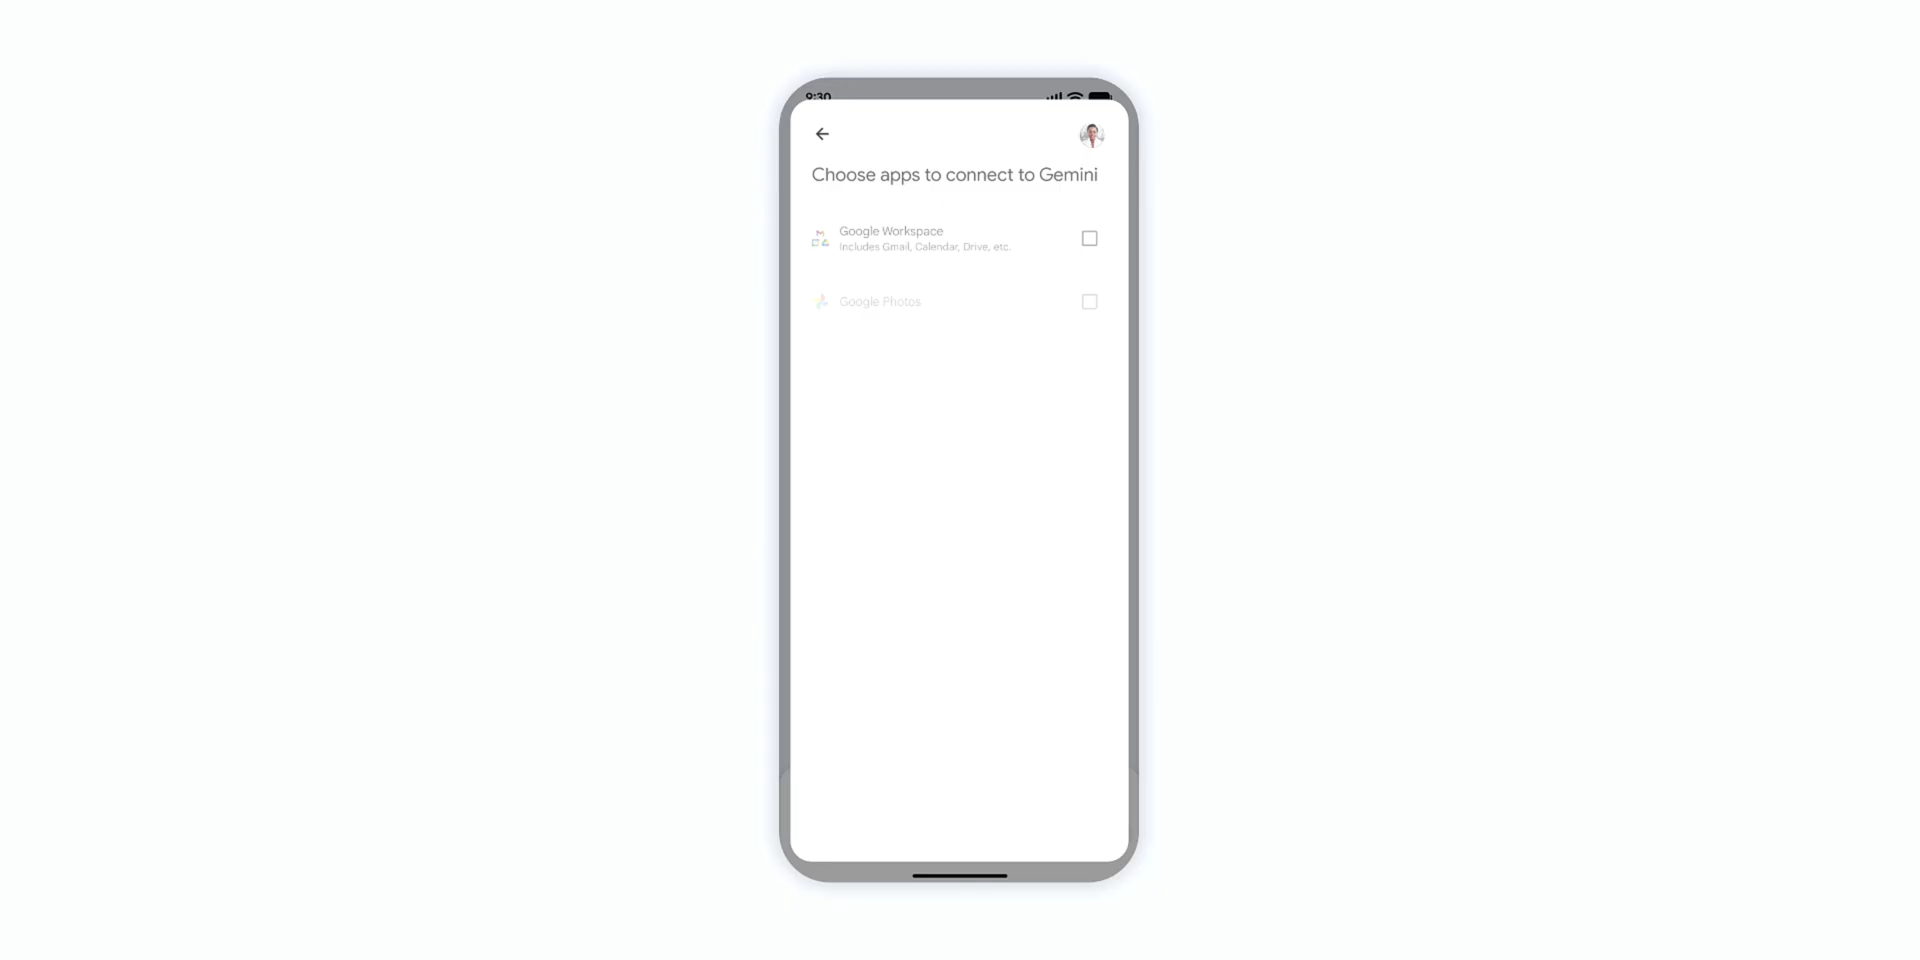 9:30
Choose apps to connect to Gemini
Google Workspace
Includes Gmail, Calendar, Drive, etc.
Google Photos